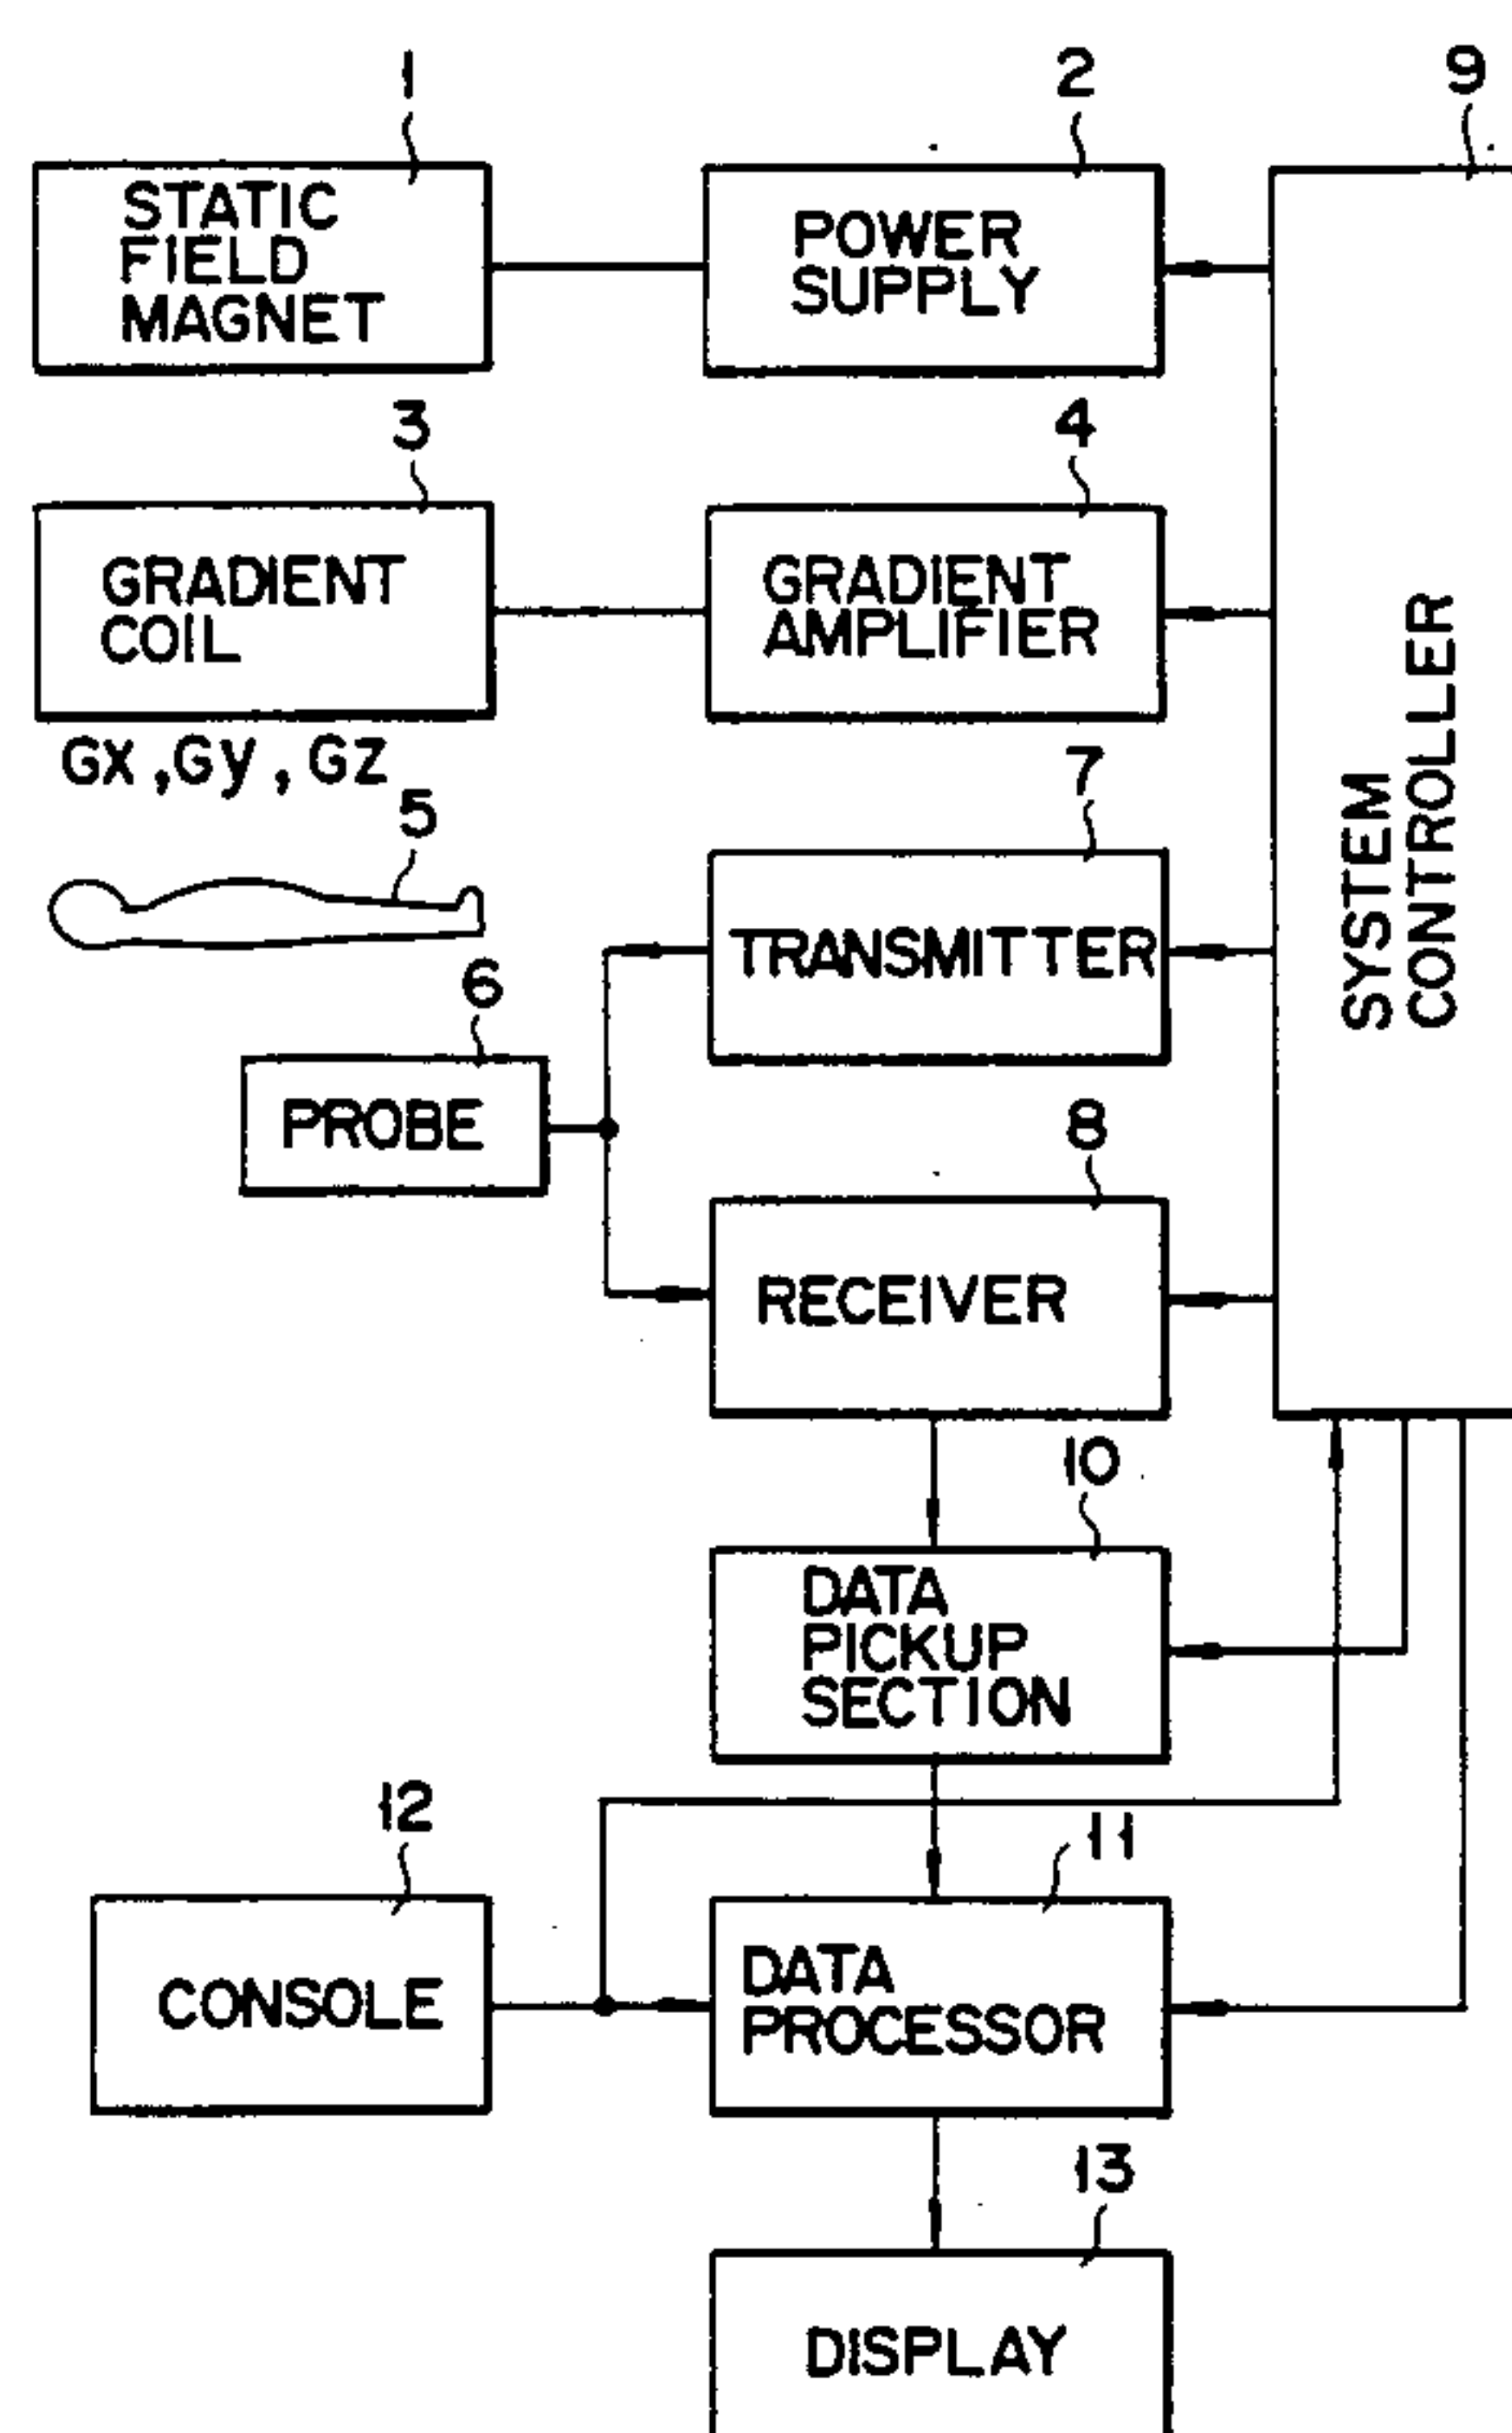 1
2
9
STATIC
FIELD
MAGNET
POWER
SUPPLY
3
4
GRADIENT
COIL
GRADIENT
AMPLIFIER
SYSTEM
CONTROLLER
Gx, Gy, Gz
5
7
TRANSMITTER
6
PROBE
8
RECEIVER
10
DATA
PICKUP
SECTION
12
11
CONSOLE
DATA
PROCESSOR
13
DISPLAY